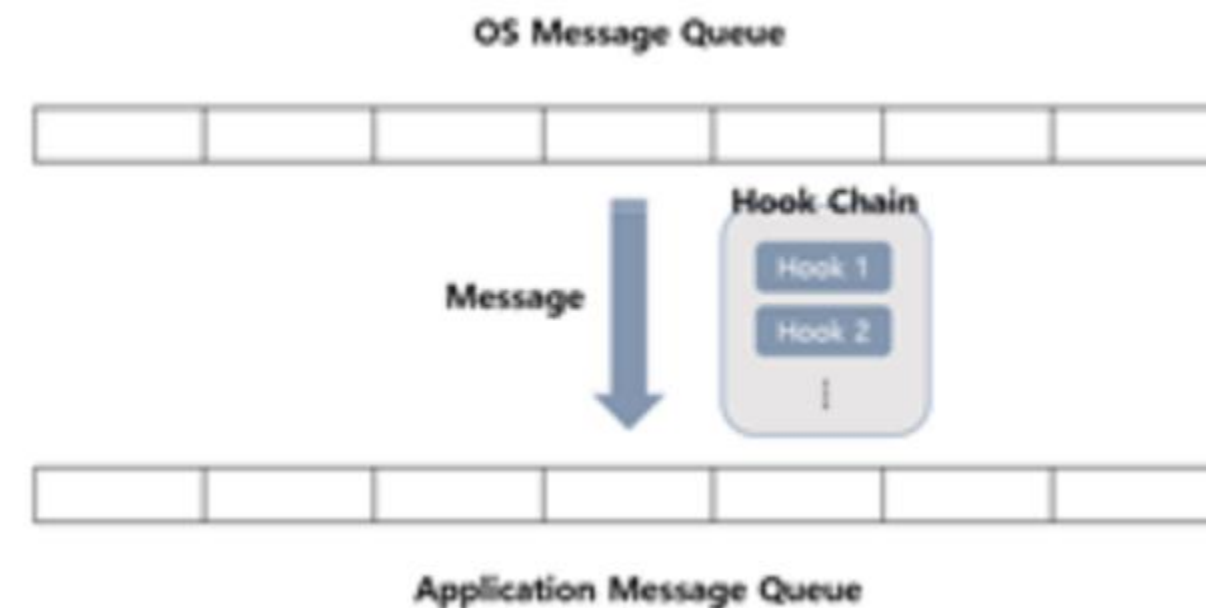 OS Message Queue
Hook Chain
Hook 1
Message
Hook 2
⋮
Application Message Queue